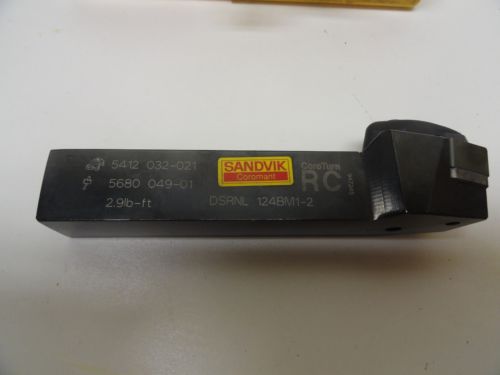 5412 032-021
5680 049-01
2.9lb-ft
SANDVIK
Coromant
DSRNL 124BM1-2
CoroTurn
RC